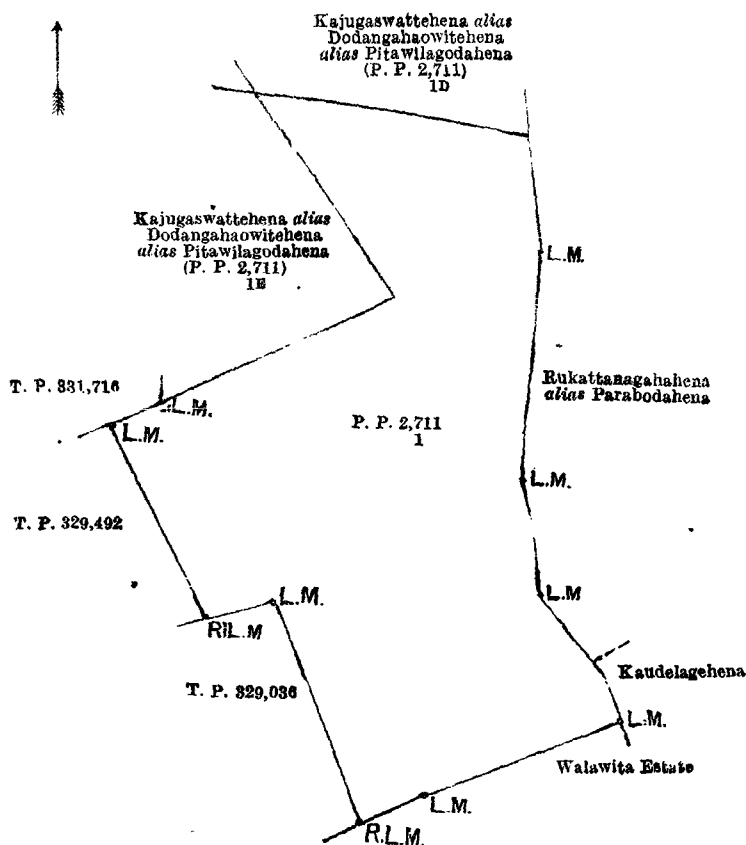 Kajugaswattehena alias
Dodangahaowitehena
alias Pitawilagodahena
(P. P. 2,711)
1D
Kajugaswattehena alias
Dodangahaowitehena
alias Pitawilagodahena
(P. P. 2,711)
1E
L.M.
T. P. 331,716
L.M.
Rukattanagahahena
alias Parabodahena
P. P. 2,711
1
L.M.
L.M.
T. P. 329,492
L.M
L.M.
R.L.M
Kaudelagehena
T. P. 329,036
L.M.
Walawita Estate
L.M.
R.L.M.